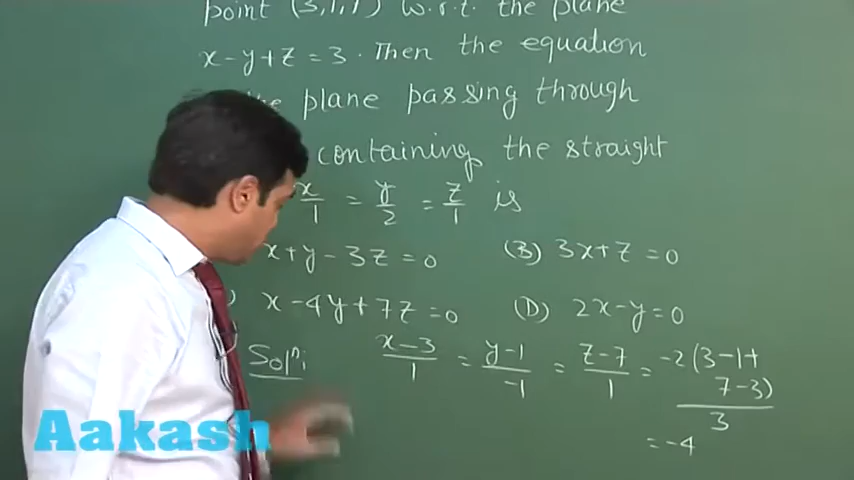 point (3,1,7) w.r.t. the plane
x-y+z=3. Then the equation
plane passing through
containing the straight
x/1 = y/2 = z/1 is
x+y-3z=0 (B) 3x+z=0
) x-4y+7z=0 (D) 2x-y=0
Solⁿ: (x-3)/1 = (y-1)/-1 = (z-7)/1 = -2(3-1+7-3)/3
= -4
Aakash